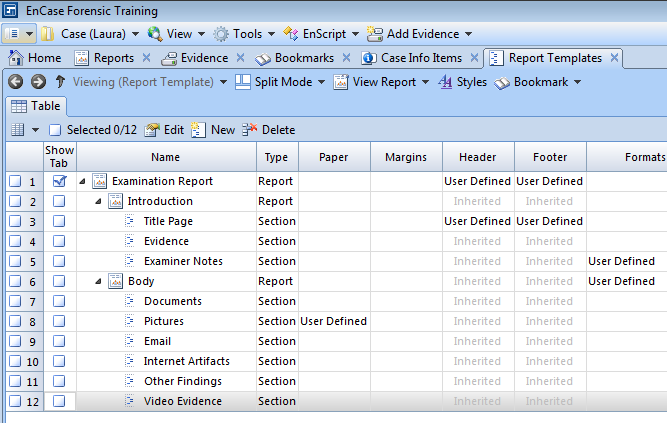 EnCase Forensic Training
Case (Laura) View Tools EnScript Add Evidence
Home Reports Evidence Bookmarks Case Info Items Report Templates
Viewing (Report Template) Split Mode View Report Styles Bookmark
Table
Selected 0/12 Edit New Delete
Show Tab Name Type Paper Margins Header Footer Formats
1 Examination Report Report User Defined User Defined
2 Introduction Report Inherited Inherited
3 Title Page Section User Defined User Defined
4 Evidence Section Inherited Inherited
5 Examiner Notes Section Inherited Inherited User Defined
6 Body Report Inherited Inherited User Defined
7 Documents Section Inherited Inherited
8 Pictures Section User Defined Inherited Inherited
9 Email Section Inherited Inherited
10 Internet Artifacts Section Inherited Inherited
11 Other Findings Section Inherited Inherited
12 Video Evidence Section Inherited Inherited